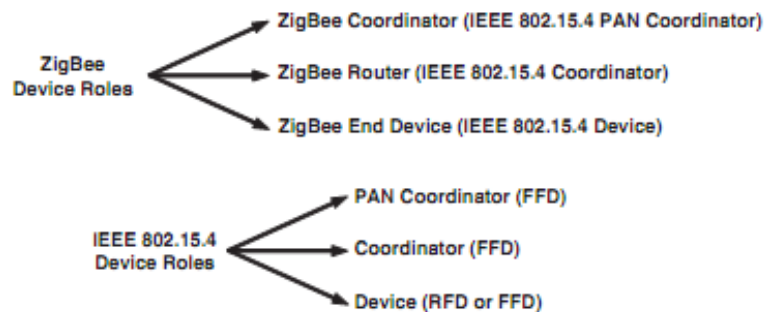 ZigBee Coordinator (IEEE 802.15.4 PAN Coordinator)
ZigBee
Device Roles
ZigBee Router (IEEE 802.15.4 Coordinator)
ZigBee End Device (IEEE 802.15.4 Device)
PAN Coordinator (FFD)
IEEE 802.15.4
Device Roles
Coordinator (FFD)
Device (RFD or FFD)